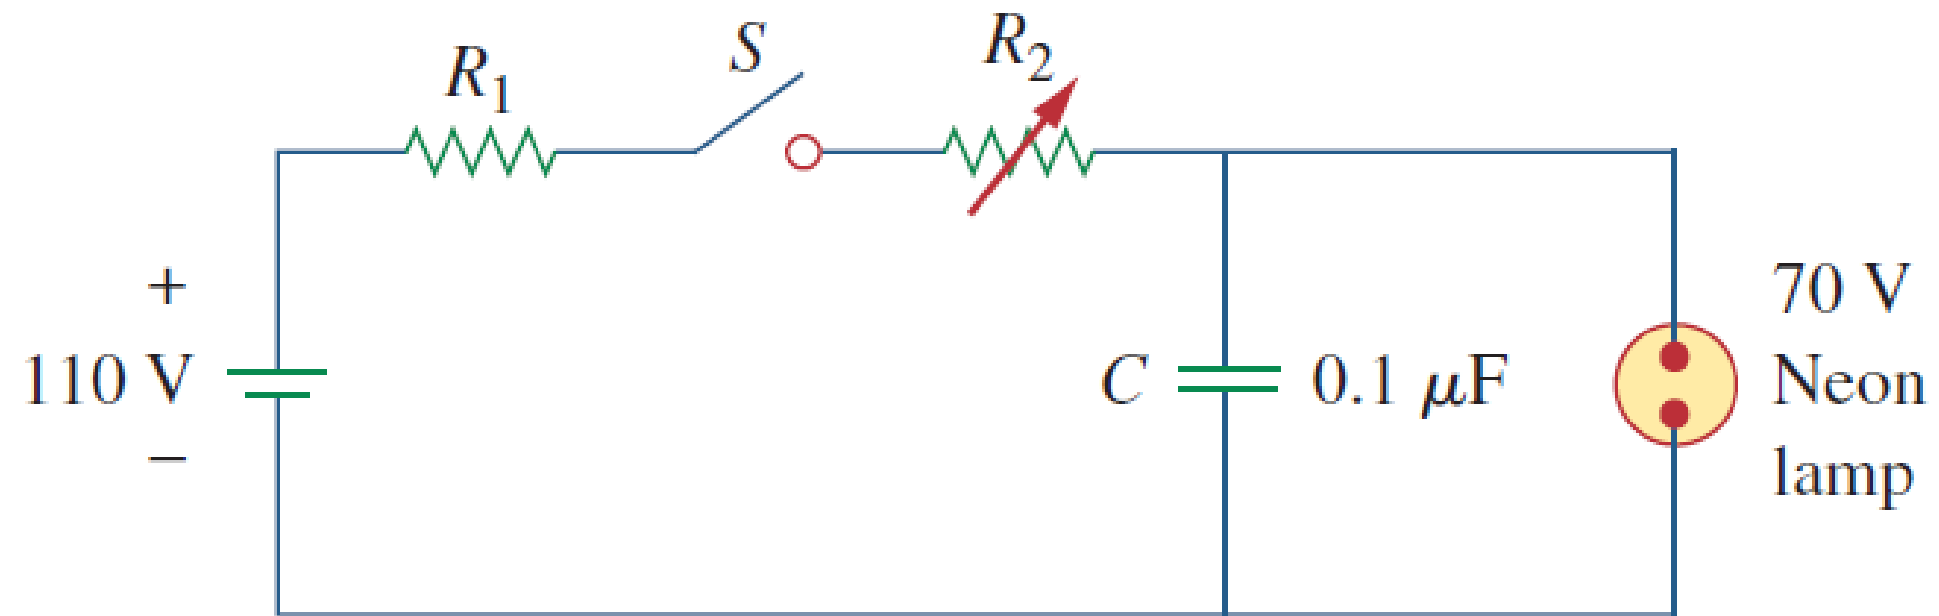 R₁
S
R₂
+
110 V
−
C
0.1 μF
70 V
Neon
lamp